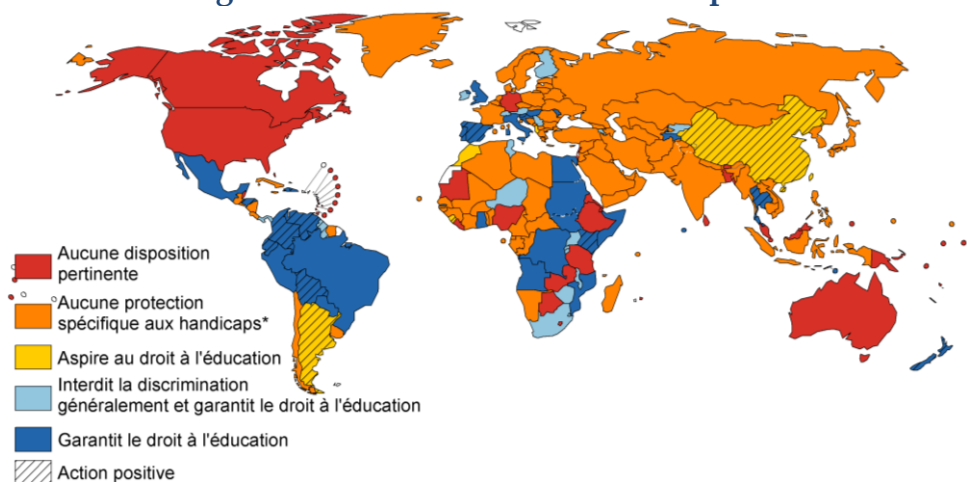 Aucune disposition
pertinente
Aucune protection
spécifique aux handicaps*
Aspire au droit à l'éducation
Interdit la discrimination
généralement et garantit le droit à l'éducation
Garantit le droit à l'éducation
Action positive